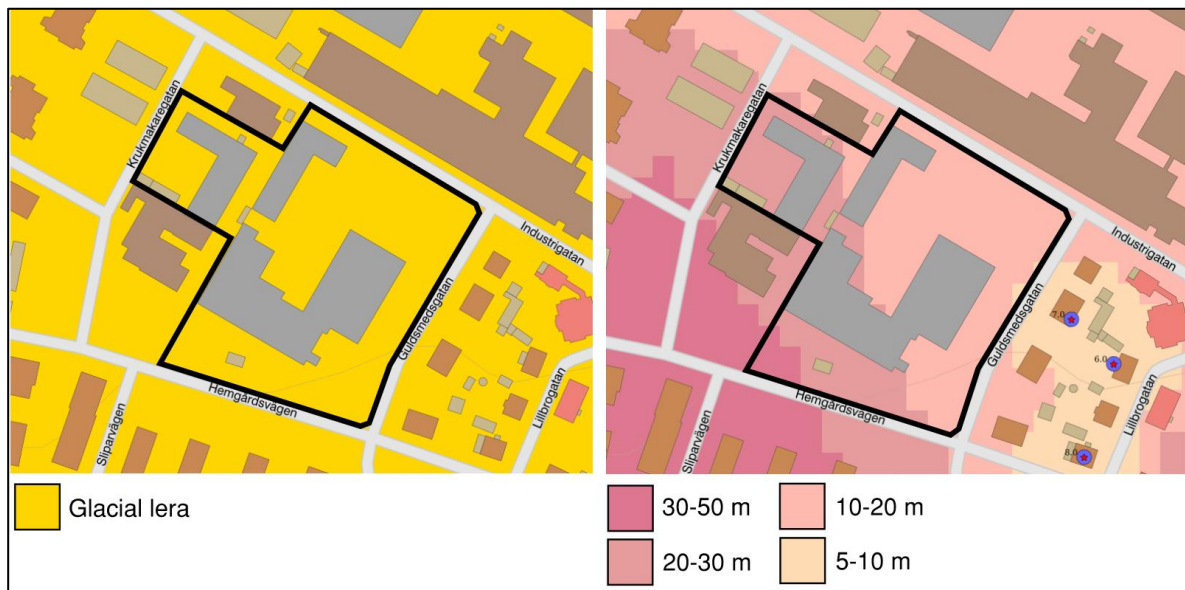 Krukmakaregatan
Industrigatan
Guldsmedsgatan
Hemgårdsvägen
Sliparvägen
Lillbrogatan
Glacial lera
Krukmakaregatan
Industrigatan
Guldsmedsgatan
7.0
6.0
Hemgårdsvägen
Sliparvägen
Lillbrogatan
8.0
30-50 m
10-20 m
20-30 m
5-10 m